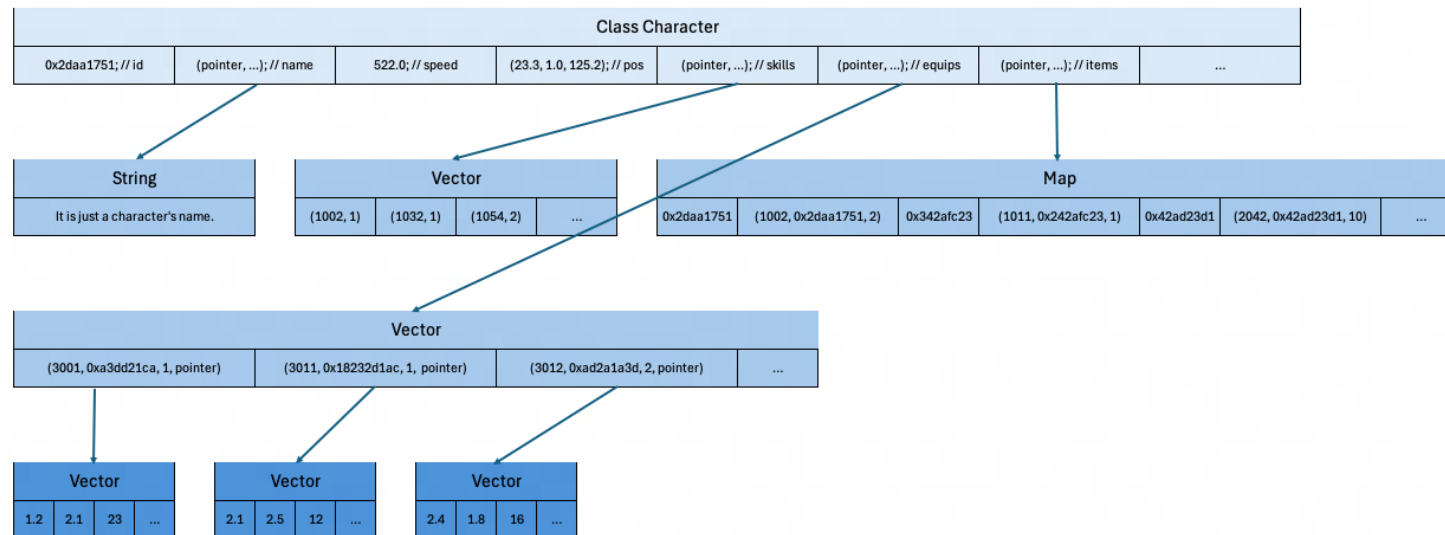 Class Character
0x2daa1751; // id (pointer, ...); // name 522.0; // speed (23.3, 1.0, 125.2); // pos (pointer, ...); // skills (pointer, ...); // equips (pointer, ...); // items ...
String Vector Map
It is just a character's name. (1002, 1) (1032, 1) (1054, 2) ... 0x2daa1751 (1002, 0x2daa1751, 2) 0x342afc23 (1011, 0x242afc23, 1) 0x42ad23d1 (2042, 0x42ad23d1, 10) ...
Vector
(3001, 0xa3dd21ca, 1, pointer) (3011, 0x18232d1ac, 1, pointer) (3012, 0xad2a1a3d, 2, pointer) ...
Vector Vector Vector
1.2 2.1 23 ... 2.1 2.5 12 ... 2.4 1.8 16 ...